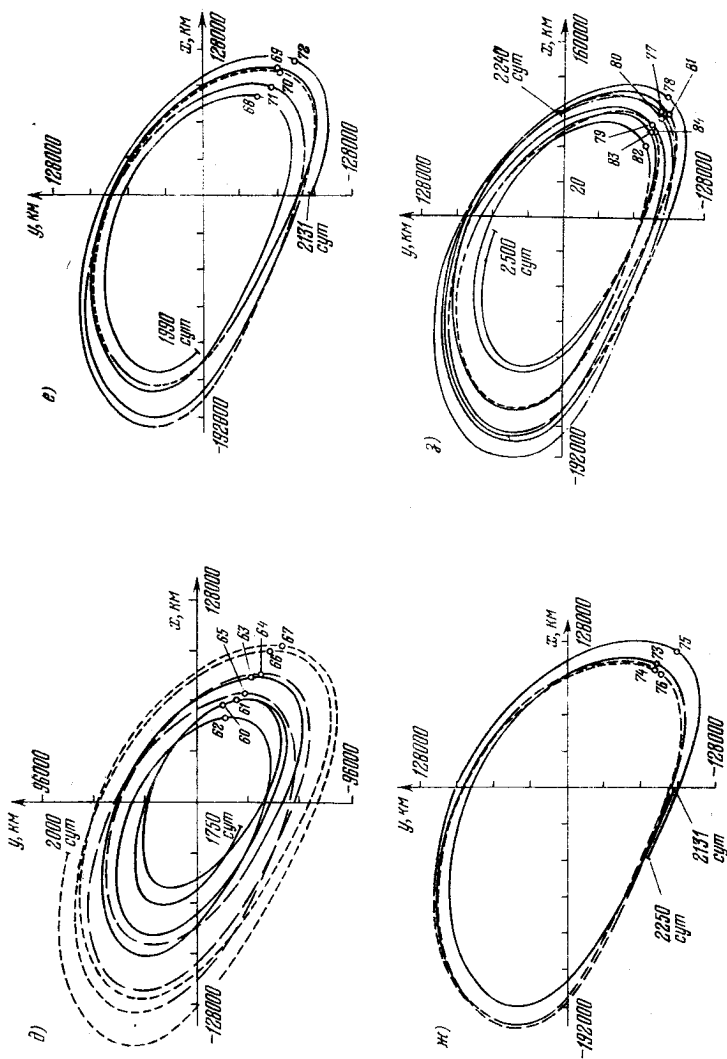 д)
y, км
96000
2000
сут
x, км
128000
65
63
64
66
67
61
60
62
1750
сут
-128000
-96000
е)
y, км
128000
x, км
128000
69
70
71
72
68
1990
сут
2131
сут
-192800
-128000
ж)
y, км
128000
x, км
128000
74
73
76
75
2131
сут
2250
сут
-192000
-128000
з)
y, км
128000
2240
сут
x, км
160000
80
77
78
81
84
79
83
82
20
2500
сут
-192000
-128000